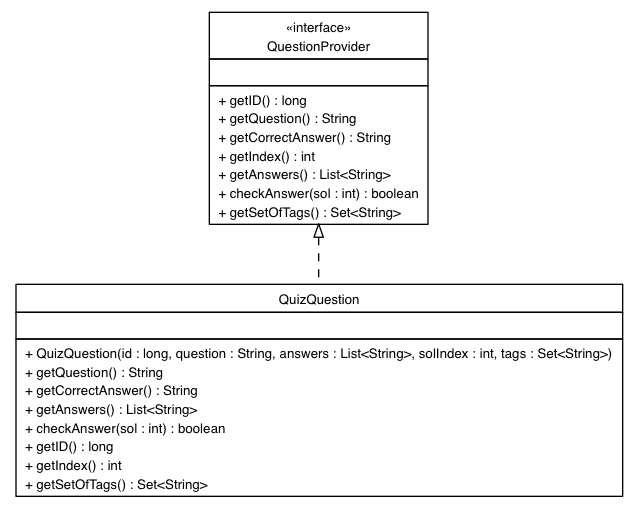 «interface»
QuestionProvider
+ getID() : long
+ getQuestion() : String
+ getCorrectAnswer() : String
+ getIndex() : int
+ getAnswers() : List<String>
+ checkAnswer(sol : int) : boolean
+ getSetOfTags() : Set<String>
QuizQuestion
+ QuizQuestion(id : long, question : String, answers : List<String>, solIndex : int, tags : Set<String>)
+ getQuestion() : String
+ getCorrectAnswer() : String
+ getAnswers() : List<String>
+ checkAnswer(sol : int) : boolean
+ getID() : long
+ getIndex() : int
+ getSetOfTags() : Set<String>